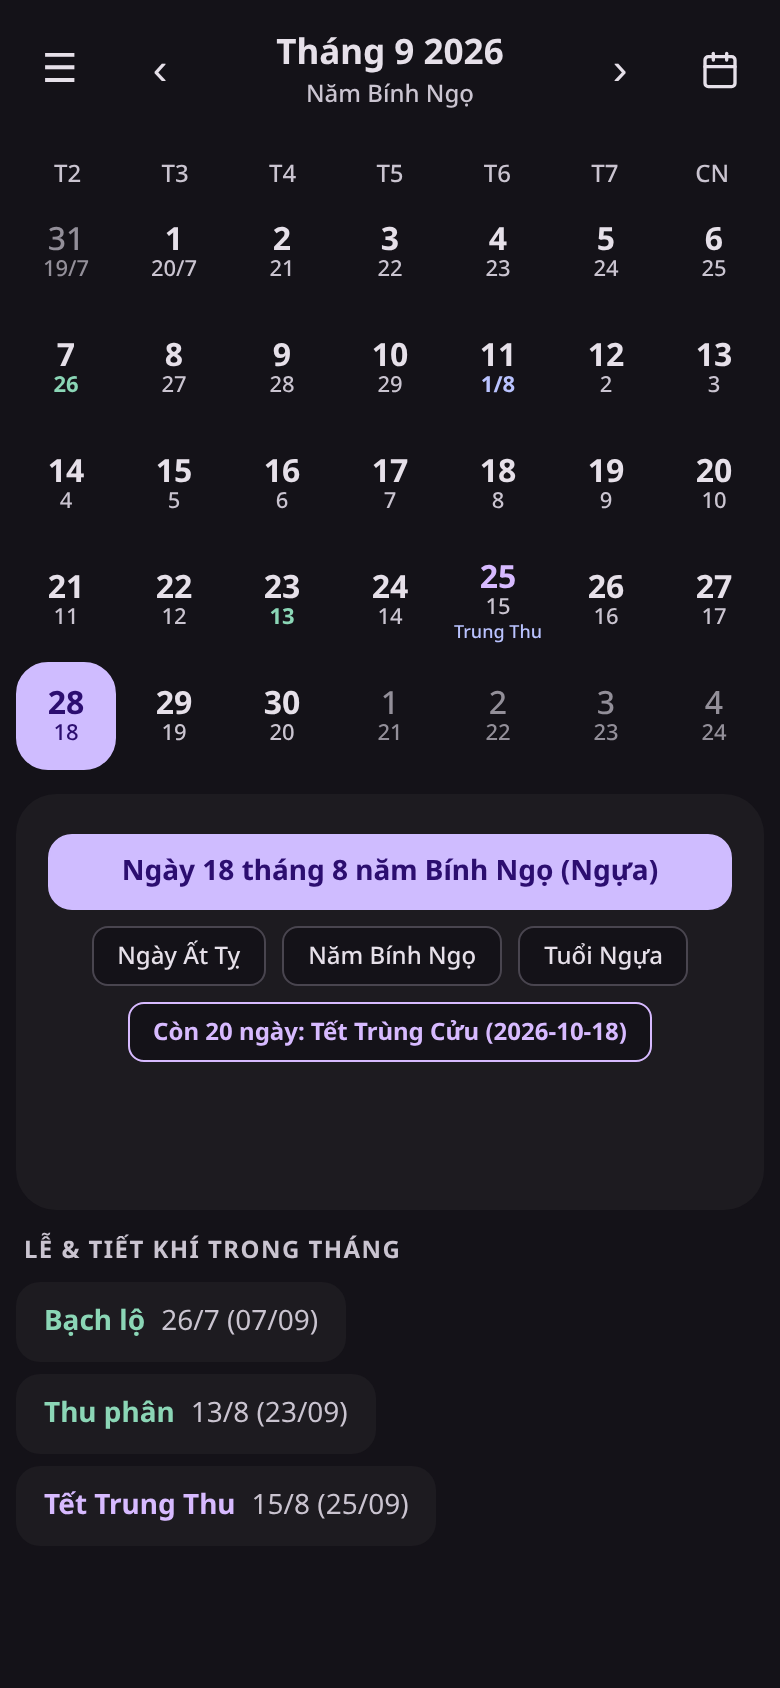 ☰ ‹ Tháng 9 2026 ›
Năm Bính Ngọ
T2 T3 T4 T5 T6 T7 CN
31 1 2 3 4 5 6
19/7 20/7 21 22 23 24 25
7 8 9 10 11 12 13
26 27 28 29 1/8 2 3
14 15 16 17 18 19 20
4 5 6 7 8 9 10
21 22 23 24 25 26 27
11 12 13 14 15 16 17
Trung Thu
28 29 30 1 2 3 4
18 19 20 21 22 23 24
Ngày 18 tháng 8 năm Bính Ngọ (Ngựa)
Ngày Ất Tỵ Năm Bính Ngọ Tuổi Ngựa
Còn 20 ngày: Tết Trùng Cửu (2026-10-18)
LỄ & TIẾT KHÍ TRONG THÁNG
Bạch lộ 26/7 (07/09)
Thu phân 13/8 (23/09)
Tết Trung Thu 15/8 (25/09)